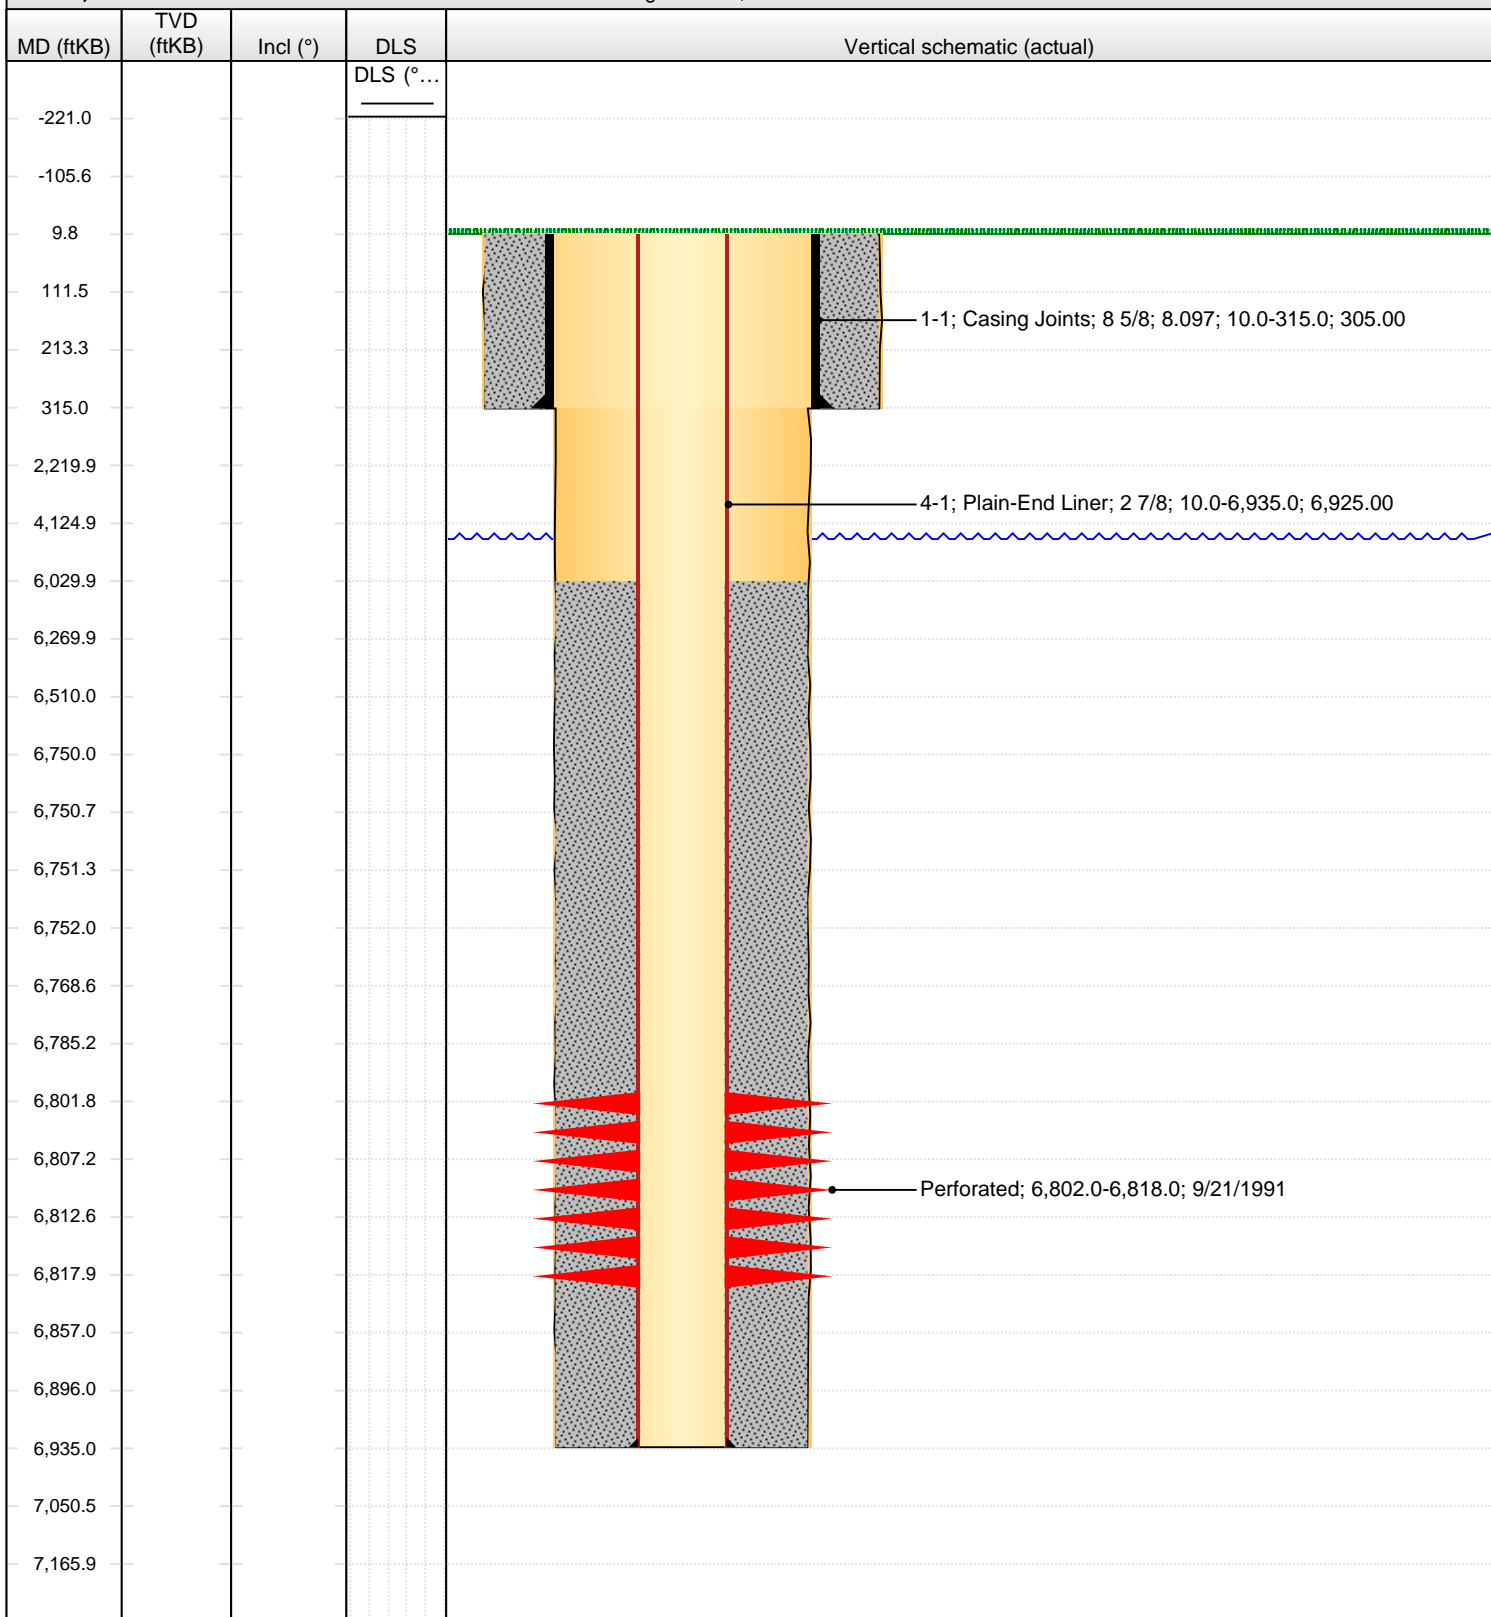 MD (ftKB)
TVD
(ftKB)
Incl (°)
DLS
Vertical schematic (actual)
DLS (°...
-221.0
-105.6
9.8
111.5
1-1; Casing Joints; 8 5/8; 8.097; 10.0-315.0; 305.00
213.3
315.0
2,219.9
4-1; Plain-End Liner; 2 7/8; 10.0-6,935.0; 6,925.00
4,124.9
6,029.9
6,269.9
6,510.0
6,750.0
6,750.7
6,751.3
6,752.0
6,768.6
6,785.2
6,801.8
6,807.2
Perforated; 6,802.0-6,818.0; 9/21/1991
6,812.6
6,817.9
6,857.0
6,896.0
6,935.0
7,050.5
7,165.9